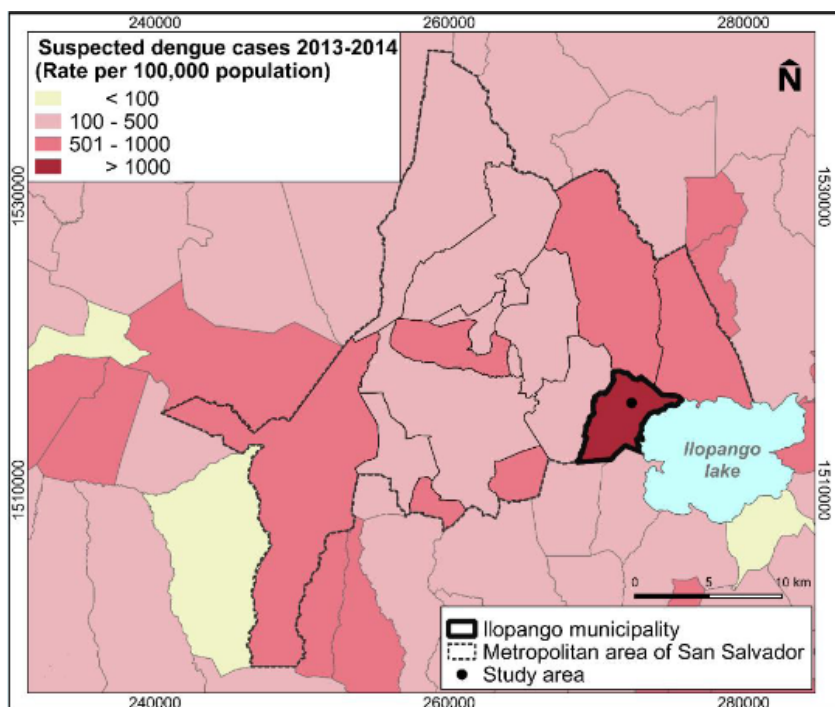 240000 260000 280000
Suspected dengue cases 2013-2014
(Rate per 100,000 population)
< 100
100 - 500
501 - 1000
> 1000
N
1530000 1530000
Ilopango
lake
1510000 1510000
0 5 10 km
Ilopango municipality
Metropolitan area of San Salvador
Study area
240000 260000 280000